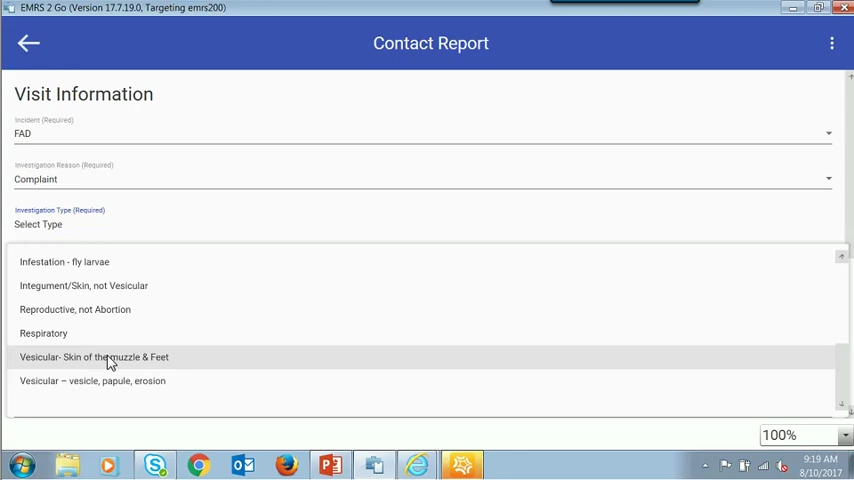 EMRS 2 Go (Version 17.7.19.0, Targeting emrs200)
Contact Report
Visit Information
Incident (Required)
FAD
Investigation Reason (Required)
Complaint
Investigation Type (Required)
Select Type
Infestation - fly larvae
Integument/Skin, not Vesicular
Reproductive, not Abortion
Respiratory
Vesicular- Skin of the muzzle & Feet
Vesicular – vesicle, papule, erosion
100%
9:19 AM
8/10/2017